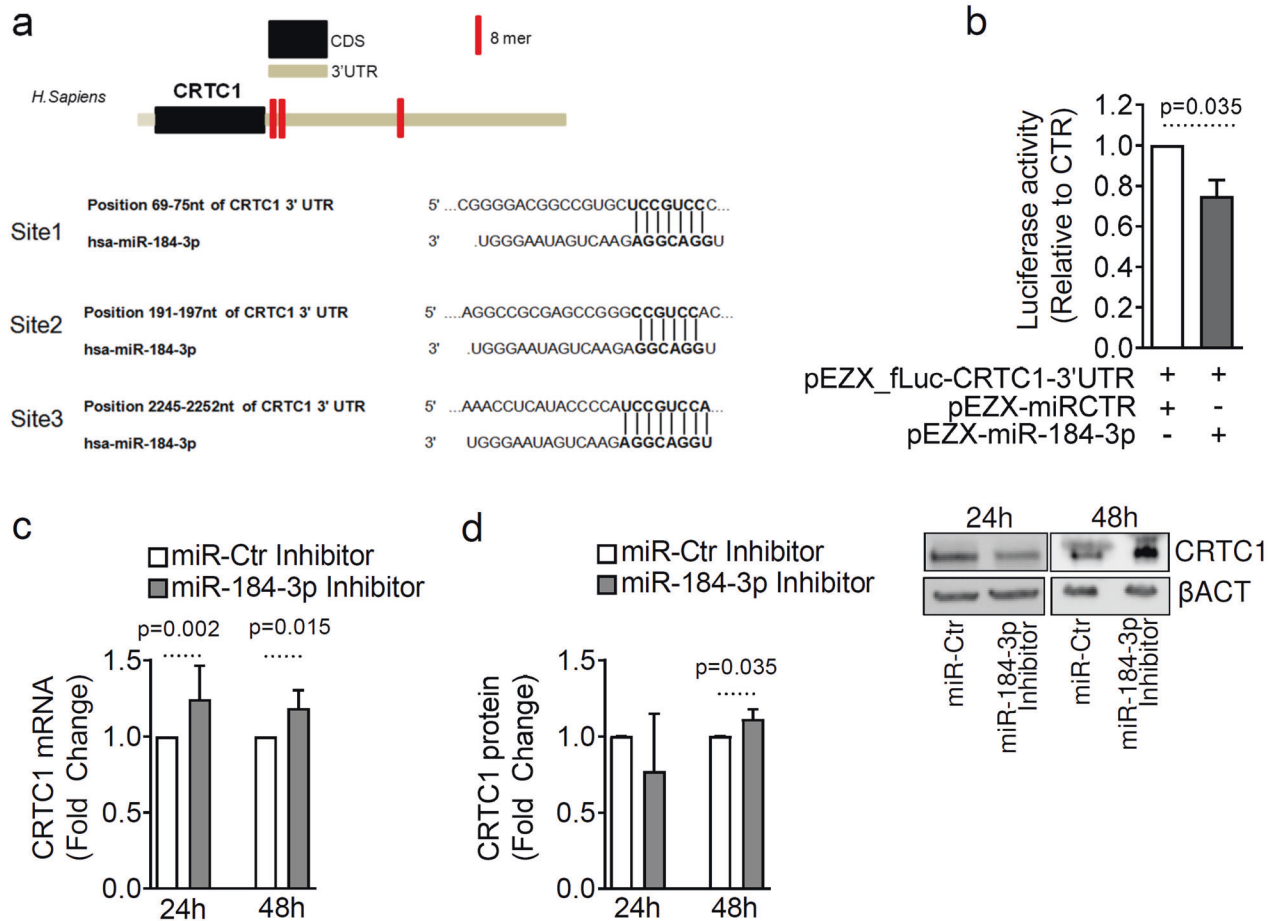 a
CDS
8 mer
3'UTR
H.Sapiens
CRTC1
Site1
Position 69-75nt of CRTC1 3' UTR
5' ...CGGGGACGGCCGUGCUCCGUCCC...
hsa-miR-184-3p
3' .UGGGAAUAGUCAAGAGGCAGGU
Site2
Position 191-197nt of CRTC1 3' UTR
5' ....AGGCCGCGAGCCGGGCCGUCCAC...
hsa-miR-184-3p
3' .UGGGAAUAGUCAAGAGGCAGGU
Site3
Position 2245-2252nt of CRTC1 3' UTR
5' ...AAACCUCAUACCCCAUCCGUCCA...
hsa-miR-184-3p
3' UGGGAAUAGUCAAGAGGCAGGU
b
Luciferase activity
(Relative to CTR)
1.2
1.0
0.8
0.6
0.4
0.2
0.0
p=0.035
pEZX_fLuc-CRTC1-3'UTR + +
pEZX-miRCTR + -
pEZX-miR-184-3p - +
c
miR-Ctr Inhibitor
miR-184-3p Inhibitor
p=0.002
p=0.015
CRTC1 mRNA
(Fold Change)
1.5
1.0
0.5
0.0
24h
48h
d
miR-Ctr Inhibitor
miR-184-3p Inhibitor
p=0.035
CRTC1 protein
(Fold Change)
1.5
1.0
0.5
0.0
24h
48h
24h
48h
CRTC1
βACT
miR-Ctr
miR-184-3p
Inhibitor
miR-Ctr
miR-184-3p
Inhibitor